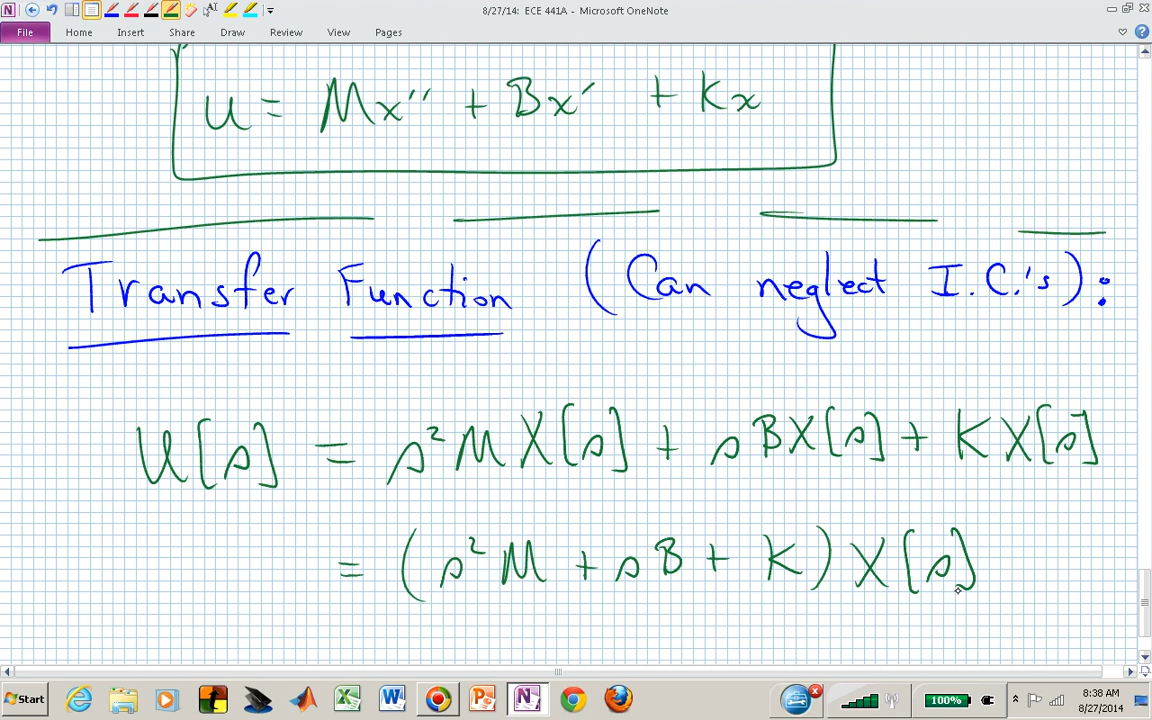 8/27/14: ECE 441A - Microsoft OneNote
File Home Insert Share Draw Review View Pages
u = Mx'' + Bx' + Kx
Transfer Function (Can neglect I.C.'s):
U[s] = s²MX[s] + sBX[s] + KX[s]
= (s²M + sB + K) X[s]
Start 100% 8:38 AM
8/27/2014